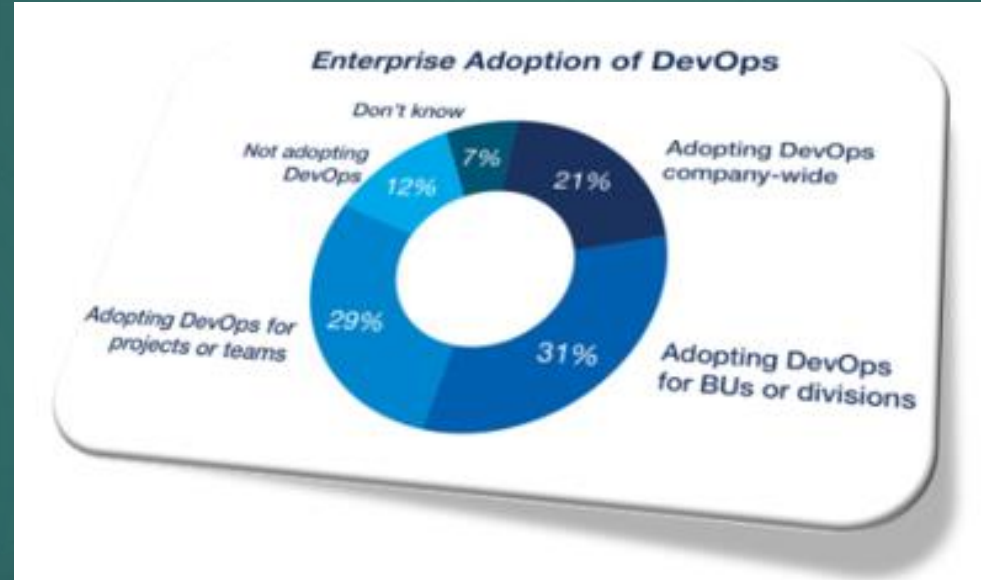 Enterprise Adoption of DevOps
Don't know
7%
Not adopting
DevOps
12%
21%
Adopting DevOps
company-wide
Adopting DevOps for
projects or teams
29%
31%
Adopting DevOps
for BUs or divisions